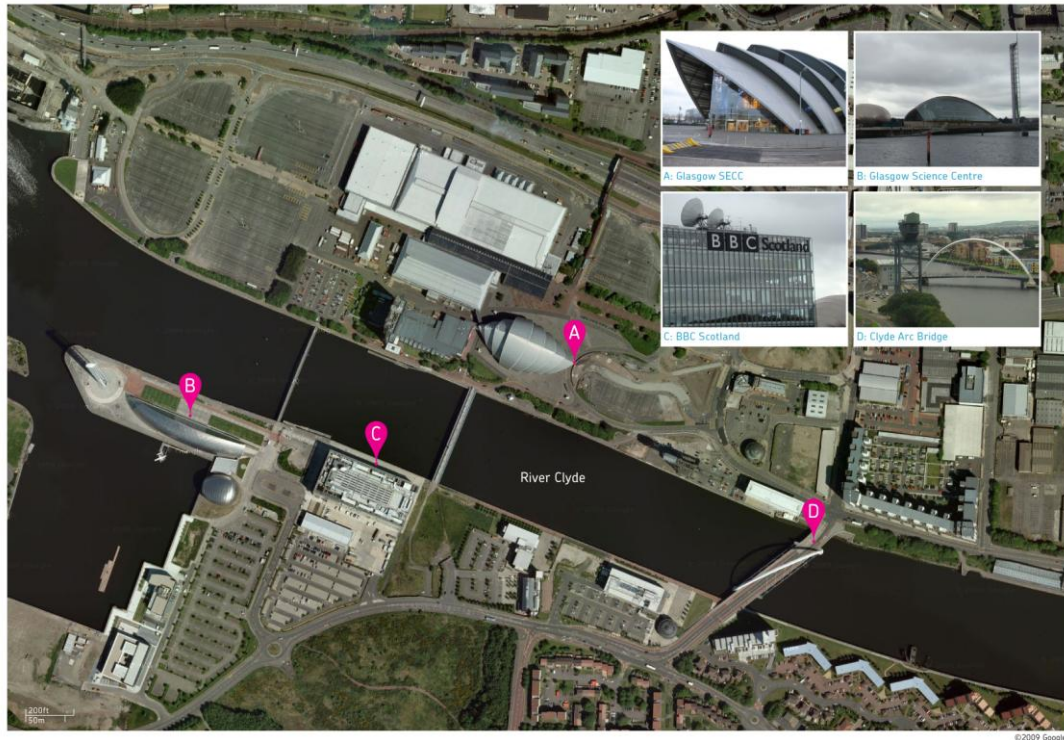 A: Glasgow SECC
B: Glasgow Science Centre
BBC Scotland
C: BBC Scotland
D: Clyde Arc Bridge
A
B
C
River Clyde
D
200ft
50m
©2009 Google